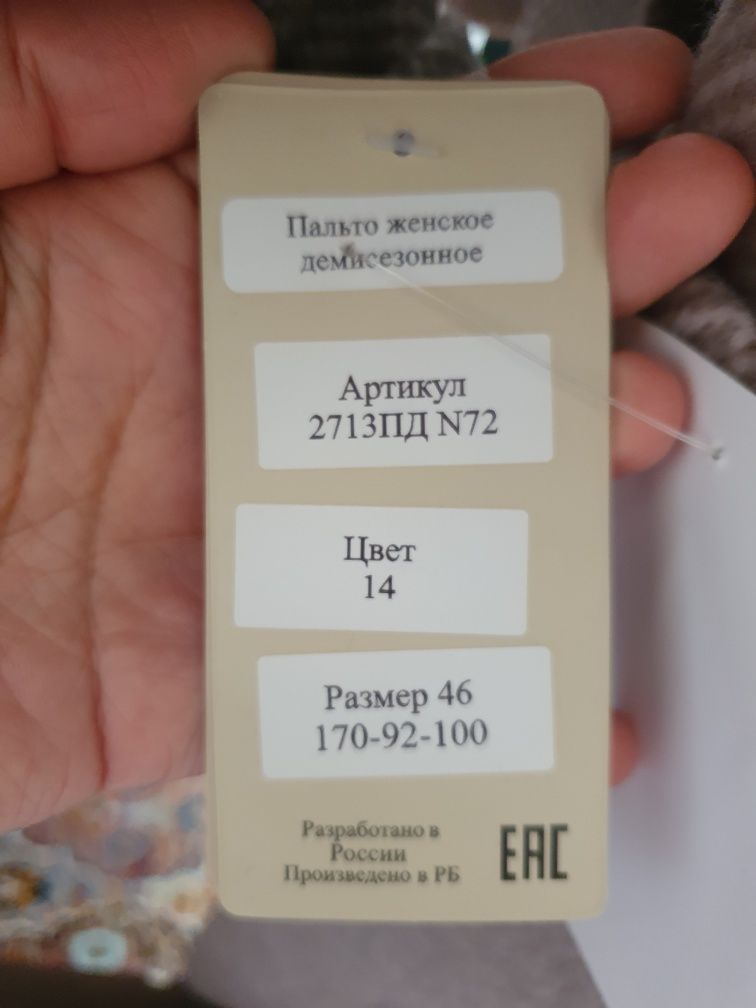 Пальто женское
демисезонное
Артикул
2713ПД N72
Цвет
14
Размер 46
170-92-100
Разработано в
России
Произведено в РБ
ЕАС